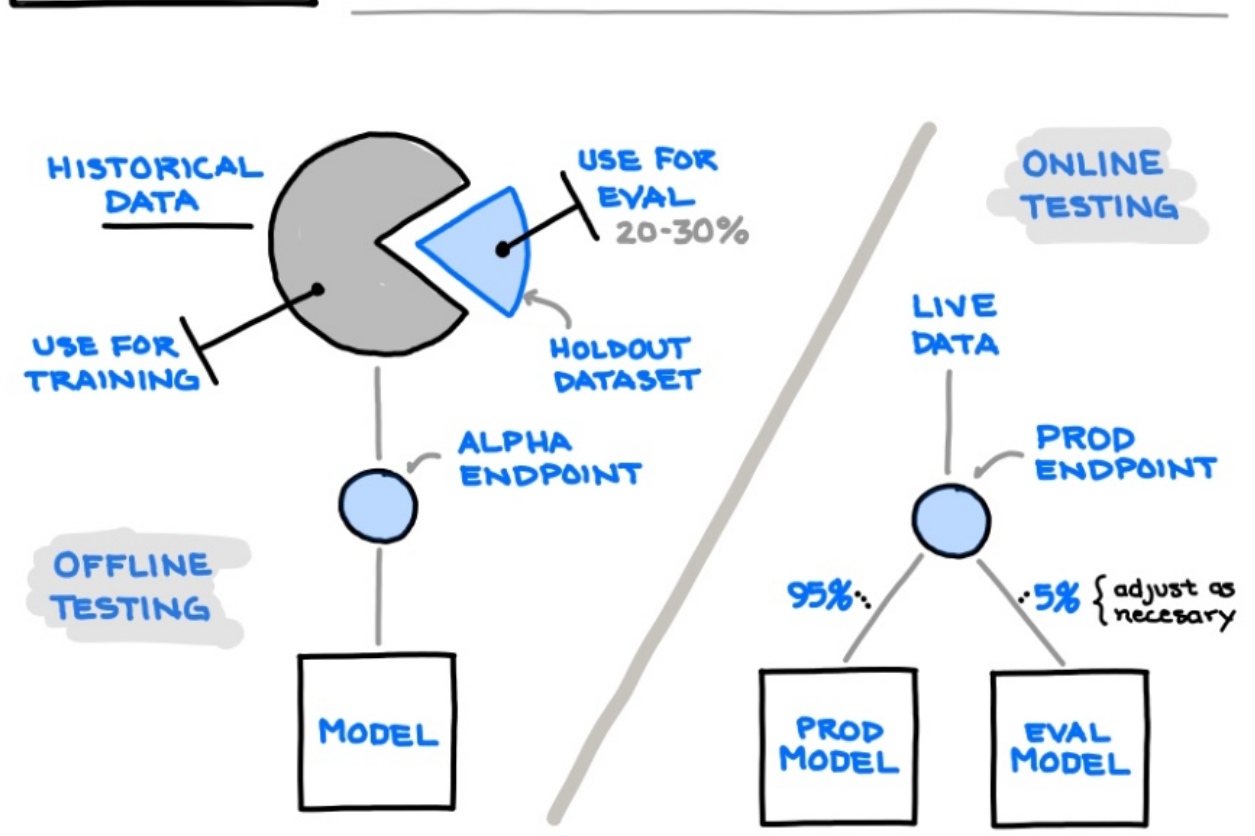 HISTORICAL
DATA
USE FOR
EVAL
20-30%
USE FOR
TRAINING
HOLDOUT
DATASET
ALPHA
ENDPOINT
OFFLINE
TESTING
MODEL
ONLINE
TESTING
LIVE
DATA
PROD
ENDPOINT
95%
5%
adjust as
necesary
PROD
MODEL
EVAL
MODEL